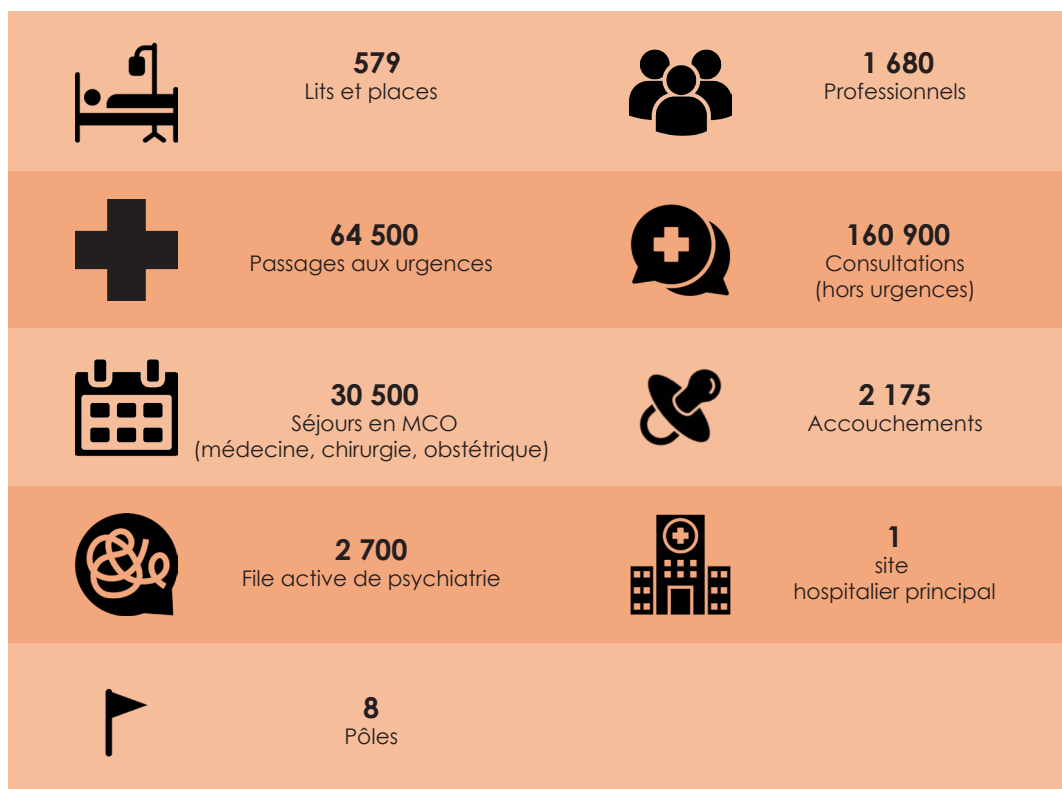 579
Lits et places
1 680
Professionnels
64 500
Passages aux urgences
160 900
Consultations
(hors urgences)
30 500
Séjours en MCO
(médecine, chirurgie, obstétrique)
2 175
Accouchements
2 700
File active de psychiatrie
1
site
hospitalier principal
8
Pôles